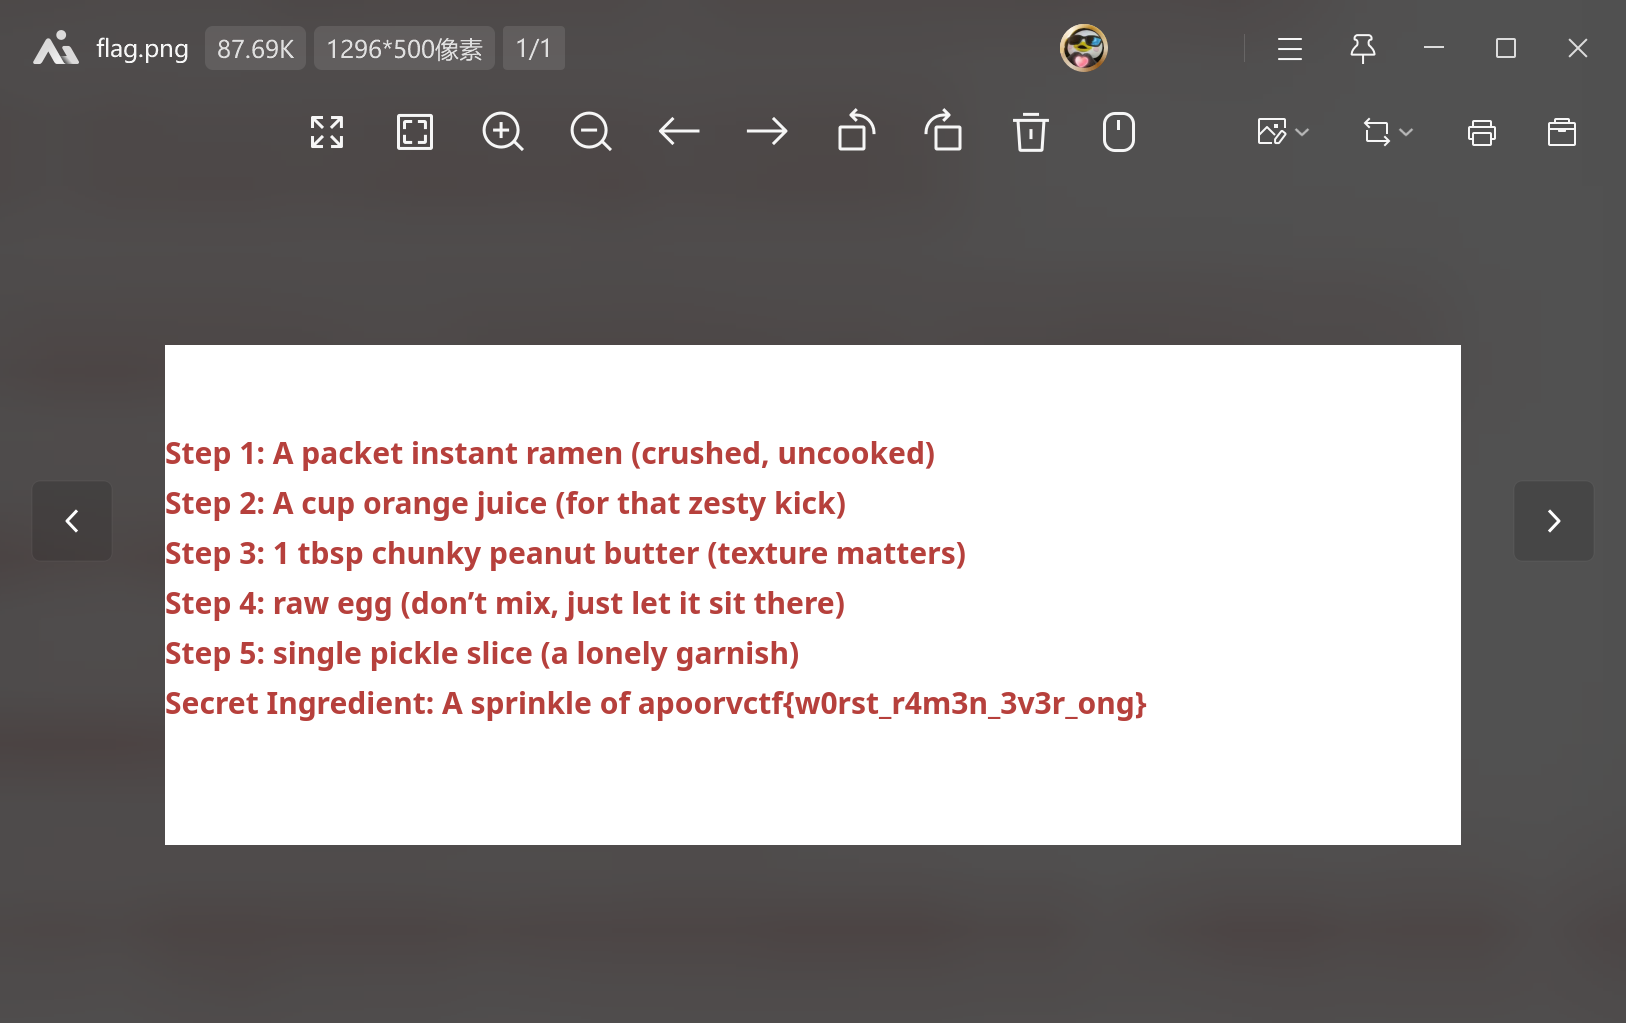 flag.png 87.69K 1296*500像素 1/1
Step 1: A packet instant ramen (crushed, uncooked)
Step 2: A cup orange juice (for that zesty kick)
Step 3: 1 tbsp chunky peanut butter (texture matters)
Step 4: raw egg (don’t mix, just let it sit there)
Step 5: single pickle slice (a lonely garnish)
Secret Ingredient: A sprinkle of apoorvctf{w0rst_r4m3n_3v3r_ong}